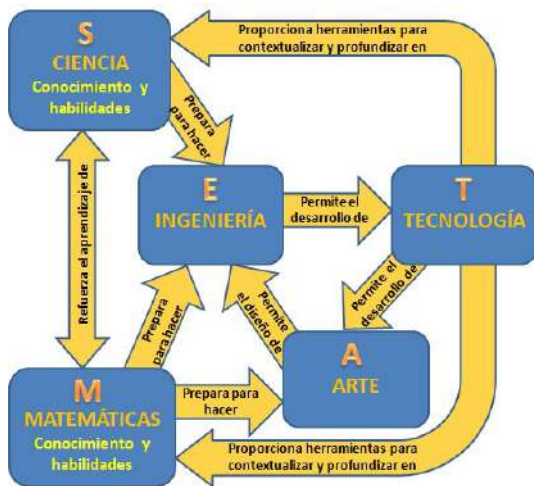 S
CIENCIA
Conocimiento y
habilidades
Proporciona herramientas para
contextualizar y profundizar en
Prepara
para hacer
Refuerza el aprendizaje de
E
INGENIERÍA
Permite el
desarrollo de
T
TECNOLOGÍA
Prepara
para hacer
Permite
el diseño de
Permite el
desarrollo de
A
ARTE
M
MATEMÁTICAS
Conocimiento y
habilidades
Prepara para
hacer
Proporciona herramientas para
contextualizar y profundizar en